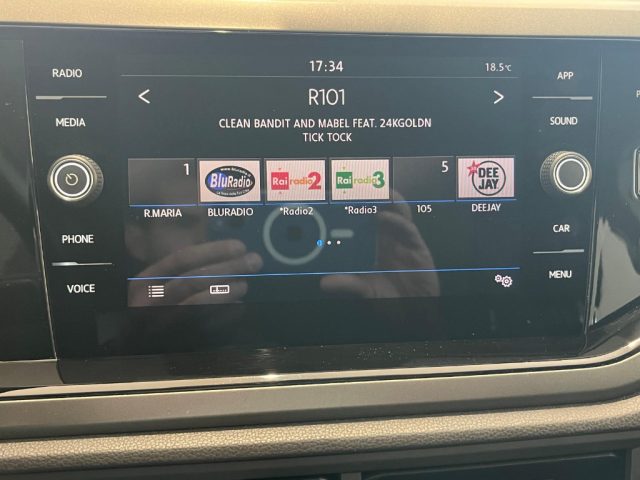 RADIO
MEDIA
PHONE
VOICE
17:34
18.5°C
R101
CLEAN BANDIT AND MABEL FEAT. 24KGOLDN
TICK TOCK
1
BluRadio
Rai radio 2
Rai radio 3
5
DEE JAY
R.MARIA
BLURADIO
*Radio2
*Radio3
105
DEEJAY
APP
SOUND
CAR
MENU